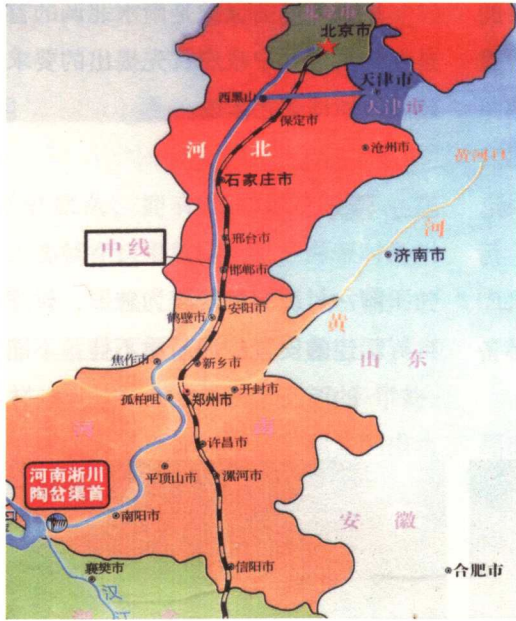 北京市
北京市
天津市
天津市
西黑山
保定市
河 北
沧州市
黄河口
石家庄市
中线
邢台市
河
济南市
邯郸市
安阳市
鹤壁市
黄
焦作市
新乡市
山 东
孤柏咀
开封市
郑州市
河 南
许昌市
河南淅川
陶岔渠首
平顶山市
漯河市
南阳市
安 徽
襄樊市
信阳市
合肥市
汉
江